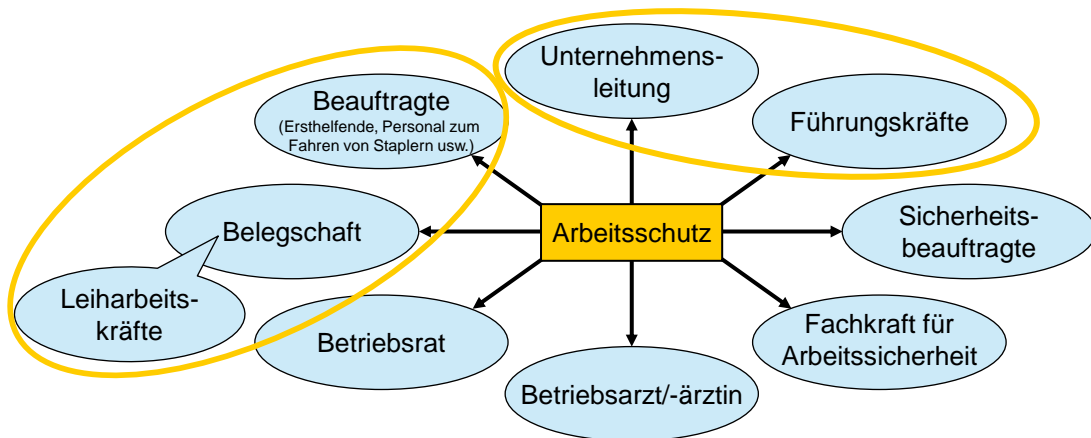 Unternehmens-
leitung
Beauftragte
(Ersthelfende, Personal zum
Fahren von Staplern usw.)
Führungskräfte
Belegschaft
Arbeitsschutz
Sicherheits-
beauftragte
Leiharbeits-
kräfte
Betriebsrat
Fachkraft für
Arbeitssicherheit
Betriebsarzt/-ärztin